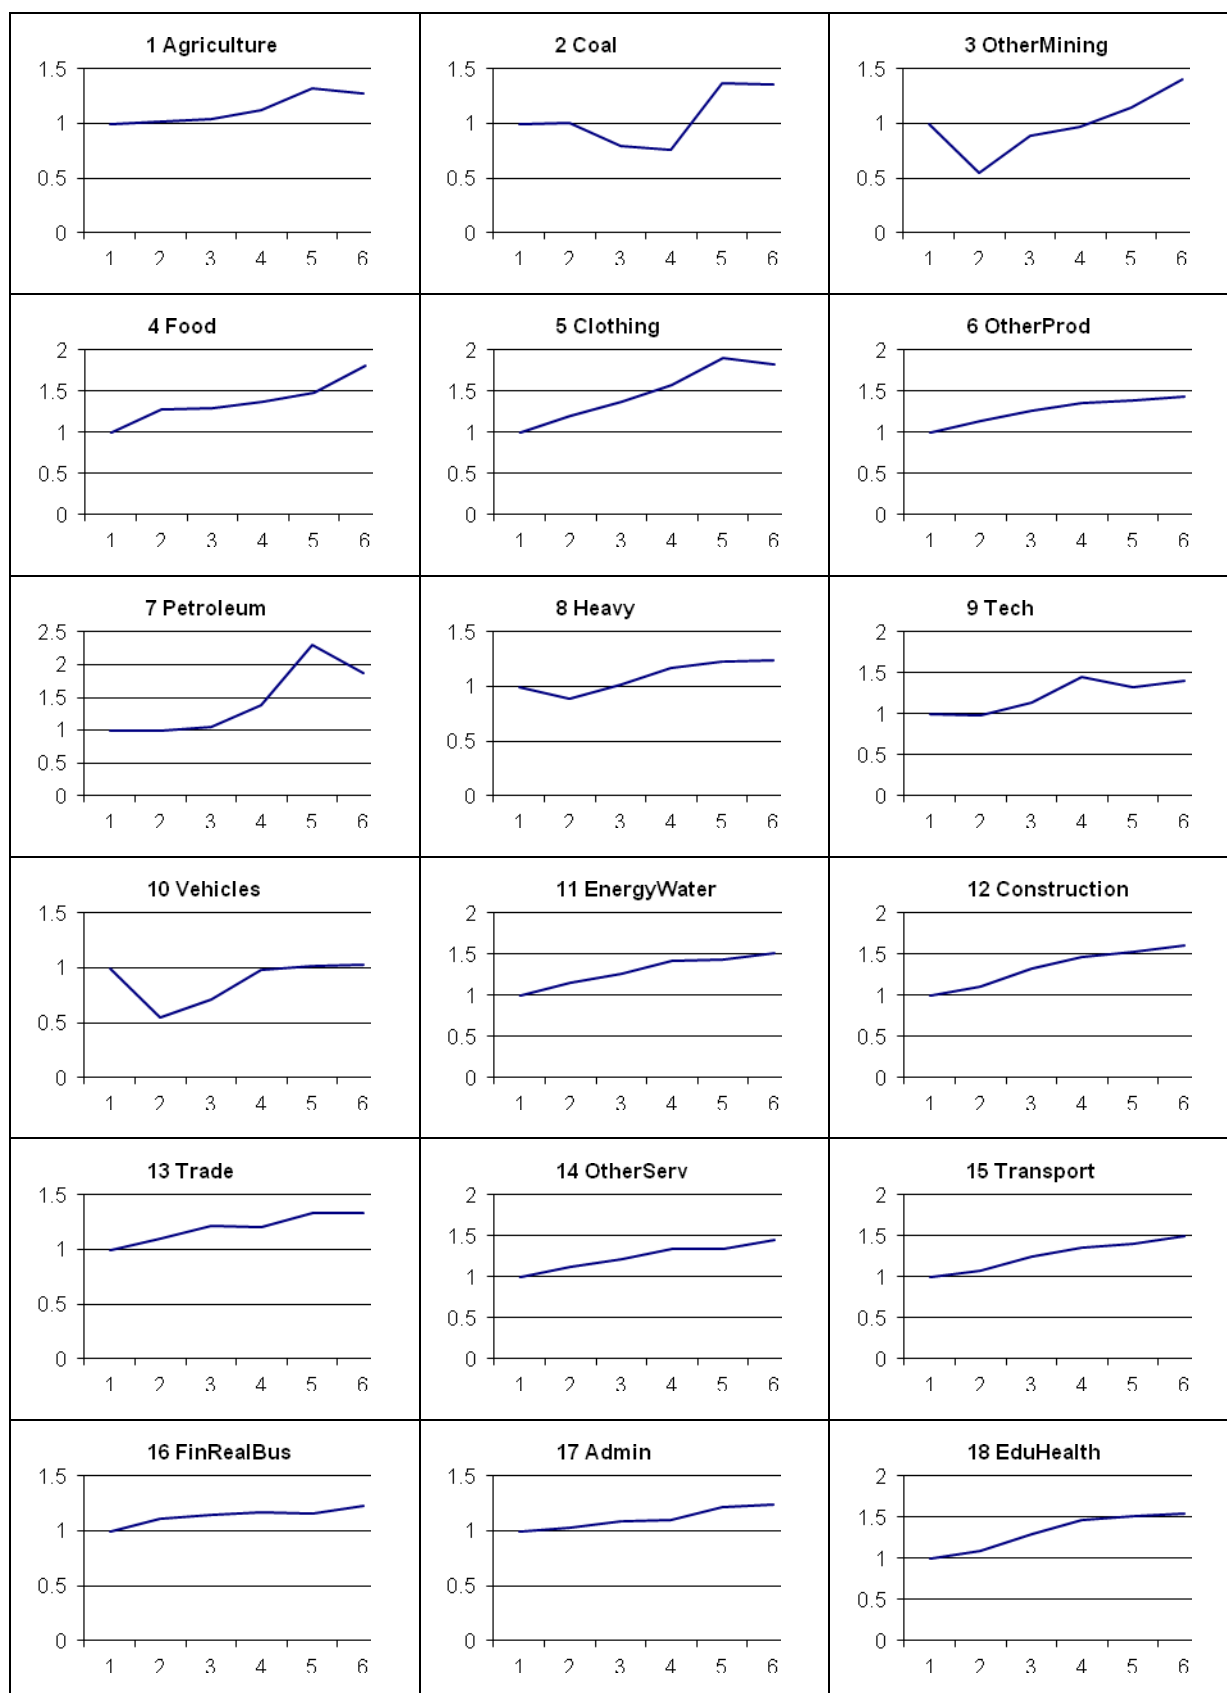 1 Agriculture
1.5
1
0.5
0
1 2 3 4 5 6
2 Coal
1.5
1
0.5
0
1 2 3 4 5 6
3 OtherMining
1.5
1
0.5
0
1 2 3 4 5 6
4 Food
2
1.5
1
0.5
0
1 2 3 4 5 6
5 Clothing
2
1.5
1
0.5
0
1 2 3 4 5 6
6 OtherProd
2
1.5
1
0.5
0
1 2 3 4 5 6
7 Petroleum
2.5
2
1.5
1
0.5
0
1 2 3 4 5 6
8 Heavy
1.5
1
0.5
0
1 2 3 4 5 6
9 Tech
2
1.5
1
0.5
0
1 2 3 4 5 6
10 Vehicles
1.5
1
0.5
0
1 2 3 4 5 6
11 EnergyWater
2
1.5
1
0.5
0
1 2 3 4 5 6
12 Construction
2
1.5
1
0.5
0
1 2 3 4 5 6
13 Trade
1.5
1
0.5
0
1 2 3 4 5 6
14 OtherServ
2
1.5
1
0.5
0
1 2 3 4 5 6
15 Transport
2
1.5
1
0.5
0
1 2 3 4 5 6
16 FinRealBus
1.5
1
0.5
0
1 2 3 4 5 6
17 Admin
1.5
1
0.5
0
1 2 3 4 5 6
18 EduHealth
2
1.5
1
0.5
0
1 2 3 4 5 6